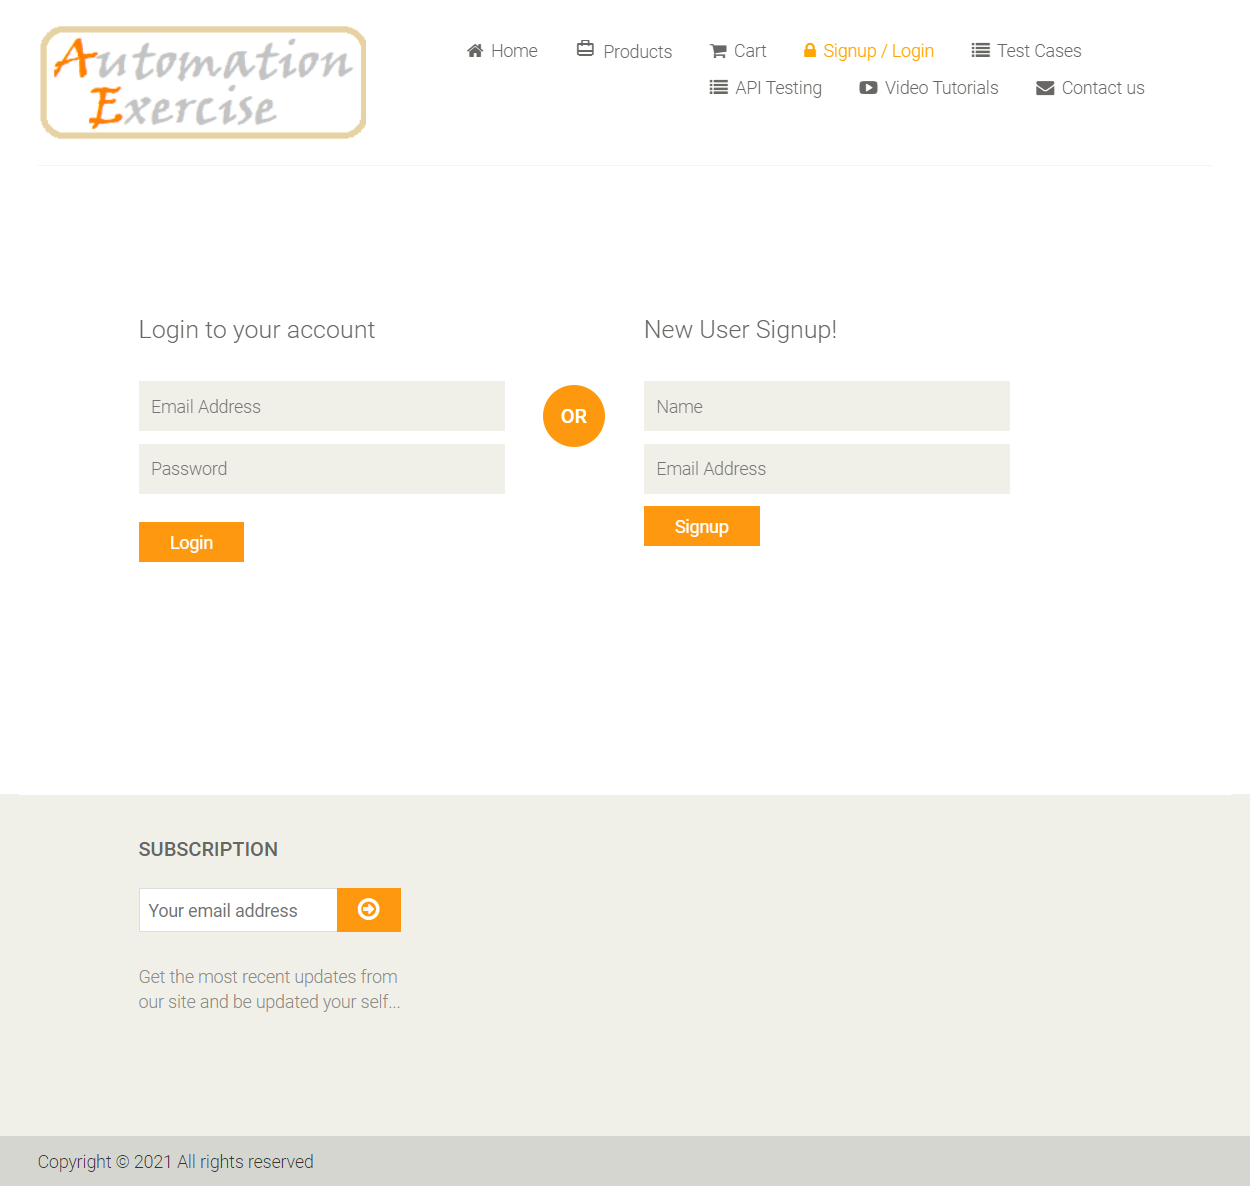 Automation
Exercise
Home
Products
Cart
Signup / Login
Test Cases
API Testing
Video Tutorials
Contact us
Login to your account
Email Address
Password
Login
OR
New User Signup!
Name
Email Address
Signup
SUBSCRIPTION
Your email address
Get the most recent updates from
our site and be updated your self...
Copyright © 2021 All rights reserved